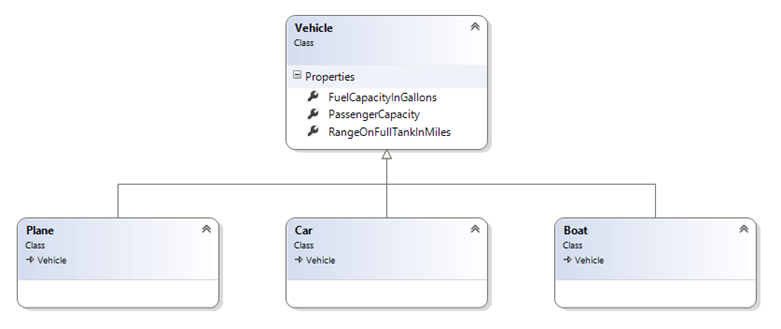 Vehicle
Class
Properties
FuelCapacityInGallons
PassengerCapacity
RangeOnFullTankInMiles
Plane
Class
Vehicle
Car
Class
Vehicle
Boat
Class
Vehicle